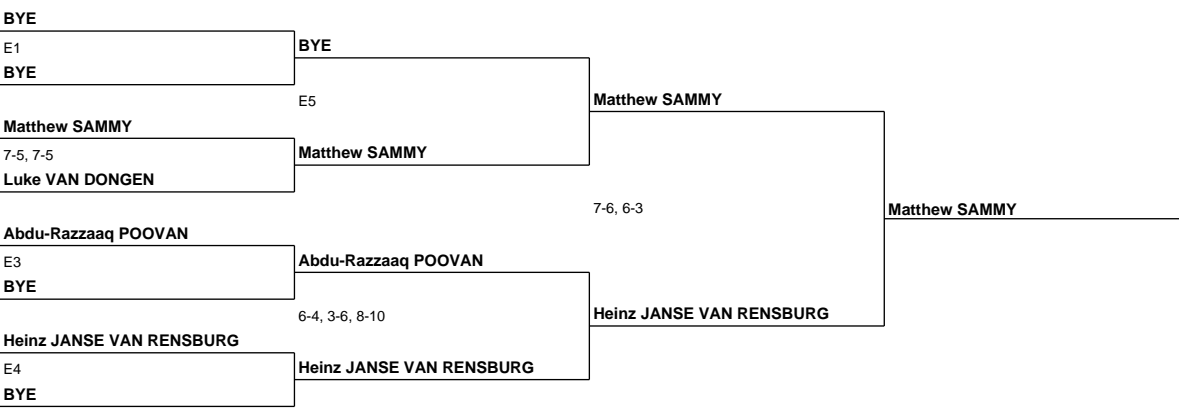 BYE
E1
BYE
BYE
E5
Matthew SAMMY
Matthew SAMMY
7-5, 7-5
Matthew SAMMY
Luke VAN DONGEN
7-6, 6-3
Matthew SAMMY
Abdu-Razzaaq POOVAN
E3
Abdu-Razzaaq POOVAN
BYE
6-4, 3-6, 8-10
Heinz JANSE VAN RENSBURG
Heinz JANSE VAN RENSBURG
E4
Heinz JANSE VAN RENSBURG
BYE